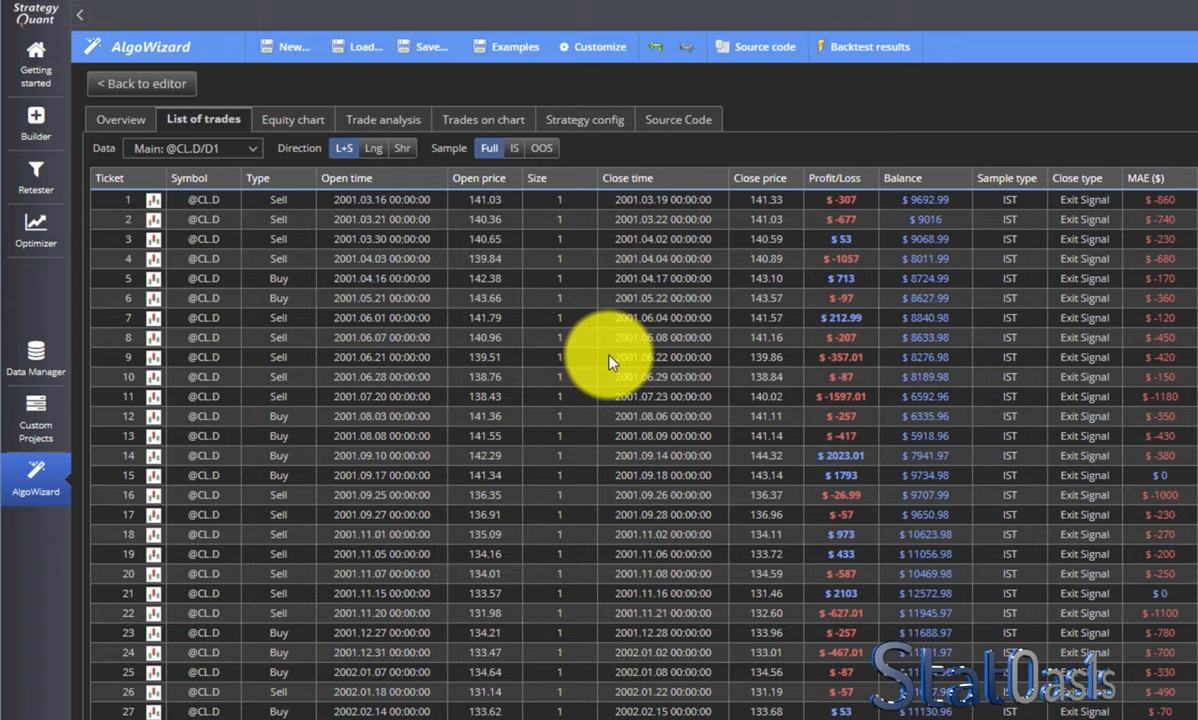 Strategy
Quant
AlgoWizard New... Load... Save... Examples Customize Source code Backtest results
Getting
started
< Back to editor
Builder
Overview List of trades Equity chart Trade analysis Trades on chart Strategy config Source Code
Data Main: @CL.D/D1 Direction L+S Lng Shr Sample Full IS OOS
Retester
Ticket Symbol Type Open time Open price Size Close time Close price Profit/Loss Balance Sample type Close type MAE ($)
1 @CL.D Sell 2001.03.16 00:00:00 141.03 1 2001.03.19 00:00:00 141.33 $ -307 $ 9692.99 IST Exit Signal $ -860
2 @CL.D Sell 2001.03.21 00:00:00 140.36 1 2001.03.22 00:00:00 141.03 $ -677 $ 9016 IST Exit Signal $ -740
3 @CL.D Sell 2001.03.30 00:00:00 140.65 1 2001.04.02 00:00:00 140.59 $ 53 $ 9068.99 IST Exit Signal $ -230
Optimizer
4 @CL.D Sell 2001.04.03 00:00:00 139.84 1 2001.04.04 00:00:00 140.89 $ -1057 $ 8011.99 IST Exit Signal $ -680
5 @CL.D Buy 2001.04.16 00:00:00 142.38 1 2001.04.17 00:00:00 143.10 $ 713 $ 8724.99 IST Exit Signal $ -170
6 @CL.D Buy 2001.05.21 00:00:00 143.66 1 2001.05.22 00:00:00 143.57 $ -97 $ 8627.99 IST Exit Signal $ -360
7 @CL.D Sell 2001.06.01 00:00:00 141.79 1 2001.06.04 00:00:00 141.57 $ 212.99 $ 8840.98 IST Exit Signal $ -120
8 @CL.D Sell 2001.06.07 00:00:00 140.96 1 2001.06.08 00:00:00 141.16 $ -207 $ 8633.98 IST Exit Signal $ -450
9 @CL.D Sell 2001.06.21 00:00:00 139.51 1 2001.06.22 00:00:00 139.86 $ -357.01 $ 8276.98 IST Exit Signal $ -420
Data Manager
10 @CL.D Sell 2001.06.28 00:00:00 138.76 1 2001.06.29 00:00:00 138.84 $ -87 $ 8189.98 IST Exit Signal $ -150
11 @CL.D Sell 2001.07.20 00:00:00 138.43 1 2001.07.23 00:00:00 140.02 $ -1597.01 $ 6592.96 IST Exit Signal $ -1180
12 @CL.D Buy 2001.08.03 00:00:00 141.36 1 2001.08.06 00:00:00 141.11 $ -257 $ 6335.96 IST Exit Signal $ -350
Custom
Projects
13 @CL.D Buy 2001.08.08 00:00:00 141.55 1 2001.08.09 00:00:00 141.14 $ -417 $ 5918.96 IST Exit Signal $ -430
14 @CL.D Buy 2001.09.10 00:00:00 142.29 1 2001.09.14 00:00:00 144.32 $ 2023.01 $ 7941.97 IST Exit Signal $ -380
15 @CL.D Buy 2001.09.17 00:00:00 141.34 1 2001.09.18 00:00:00 143.14 $ 1793 $ 9734.98 IST Exit Signal $ 0
AlgoWizard
16 @CL.D Sell 2001.09.25 00:00:00 136.35 1 2001.09.26 00:00:00 136.37 $ -26.99 $ 9707.99 IST Exit Signal $ -1000
17 @CL.D Sell 2001.09.27 00:00:00 136.91 1 2001.09.28 00:00:00 136.96 $ -57 $ 9650.98 IST Exit Signal $ -230
18 @CL.D Sell 2001.11.01 00:00:00 135.09 1 2001.11.02 00:00:00 134.11 $ 973 $ 10623.98 IST Exit Signal $ -270
19 @CL.D Sell 2001.11.05 00:00:00 134.16 1 2001.11.06 00:00:00 133.72 $ 433 $ 11056.98 IST Exit Signal $ -200
20 @CL.D Sell 2001.11.07 00:00:00 134.01 1 2001.11.08 00:00:00 134.59 $ -587 $ 10469.98 IST Exit Signal $ -250
21 @CL.D Sell 2001.11.15 00:00:00 133.57 1 2001.11.16 00:00:00 131.46 $ 2103 $ 12572.98 IST Exit Signal $ 0
22 @CL.D Sell 2001.11.20 00:00:00 131.98 1 2001.11.21 00:00:00 132.60 $ -627.01 $ 11945.97 IST Exit Signal $ -1100
23 @CL.D Buy 2001.12.27 00:00:00 134.21 1 2001.12.28 00:00:00 133.96 $ -257 $ 11688.97 IST Exit Signal $ -780
24 @CL.D Buy 2001.12.31 00:00:00 133.47 1 2002.01.02 00:00:00 133.01 $ -467.01 Exit Signal $ -700
25 @CL.D Buy 2002.01.07 00:00:00 134.64 1 2002.01.08 00:00:00 134.56 $ -87 $ -330
26 @CL.D Sell 2002.01.18 00:00:00 131.14 1 2002.01.22 00:00:00 131.19 $ -57 $ -490
27 @CL.D Buy 2002.02.14 00:00:00 133.62 1 2002.02.15 00:00:00 133.68 $ 53 $ 11130.96 IST Exit Signal $ -70
StatOasis